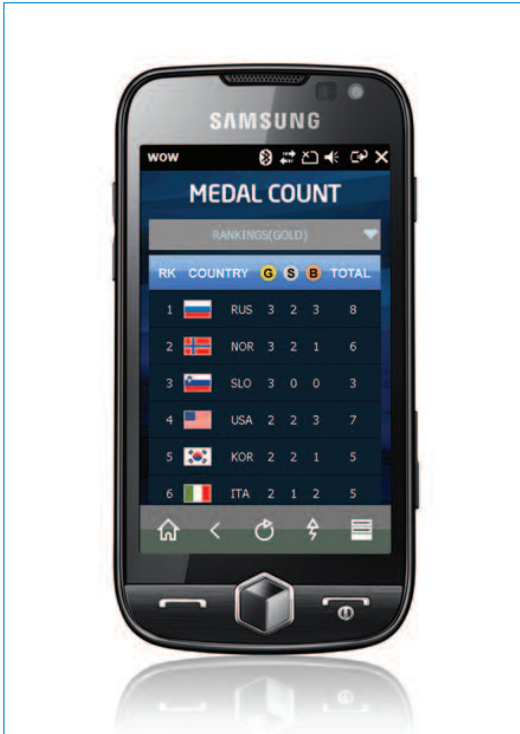 SAMSUNG
WOW
MEDAL COUNT
RANKINGS(GOLD)
RK COUNTRY G S B TOTAL
1 RUS 3 2 3 8
2 NOR 3 2 1 6
3 SLO 3 0 0 3
4 USA 2 2 3 7
5 KOR 2 2 1 5
6 ITA 2 1 2 5